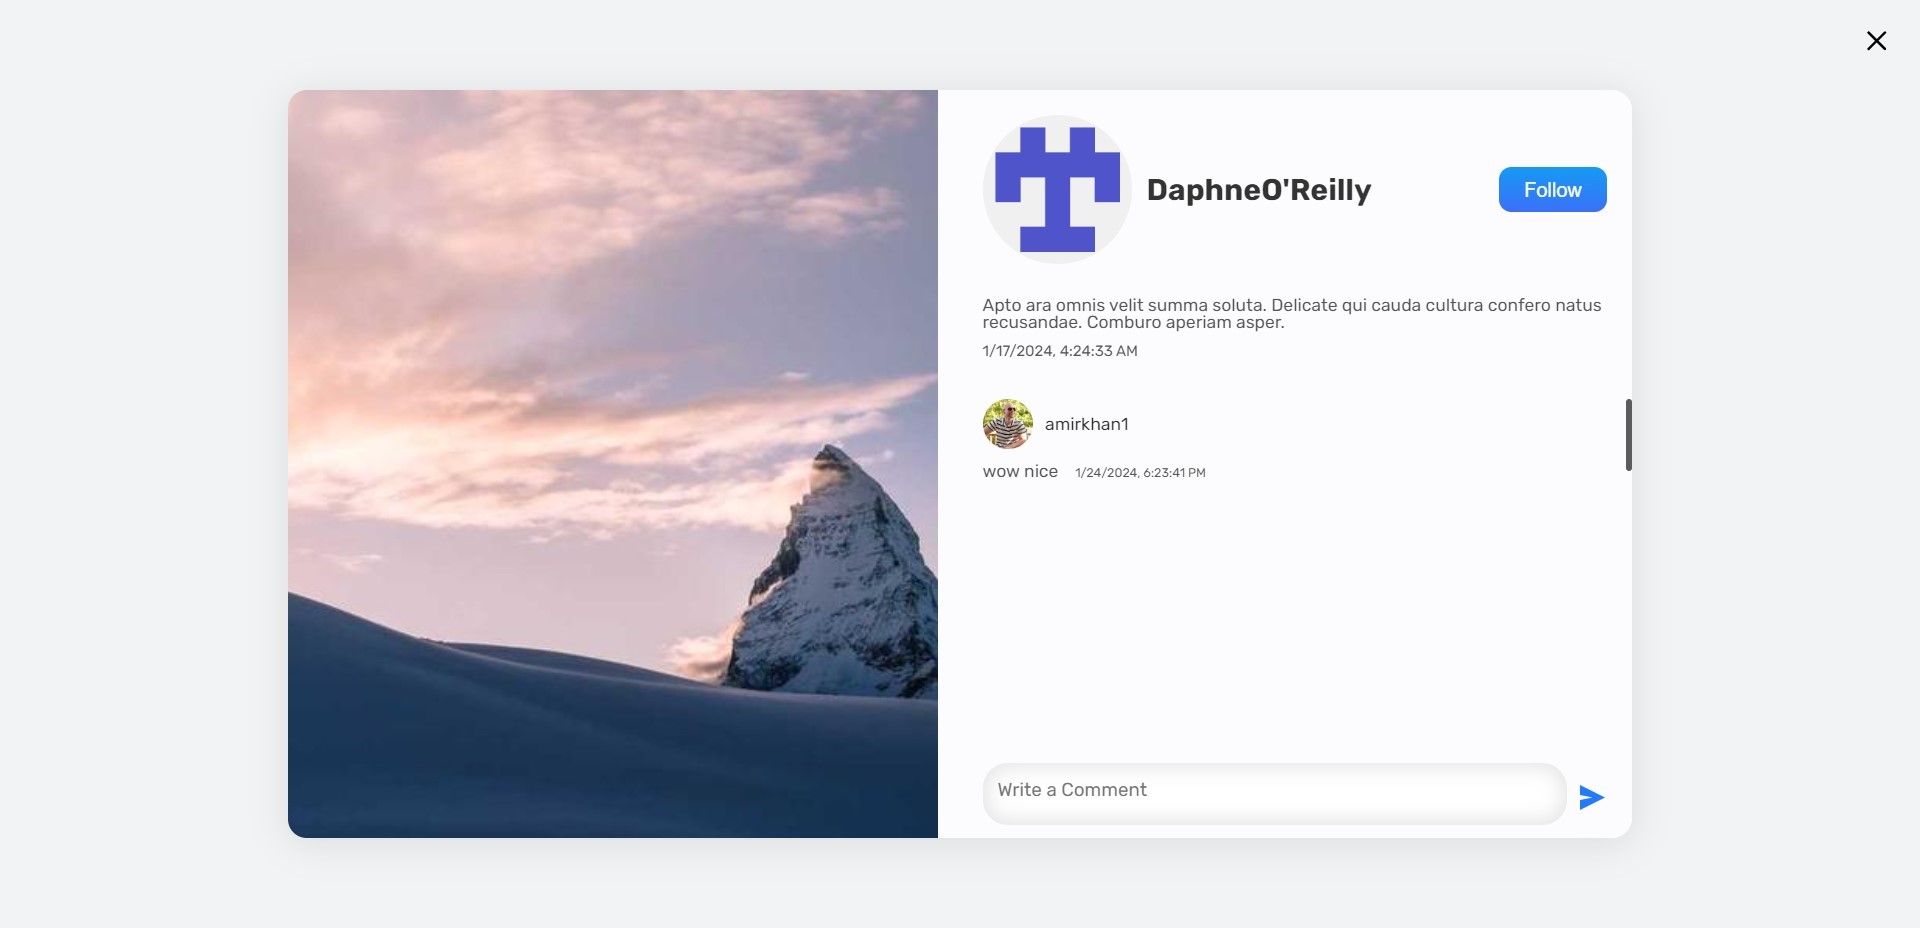 DaphneO'Reilly
Follow
Apto ara omnis velit summa soluta. Delicate qui cauda cultura confero natus
recusandae. Comburo aperiam asper.
1/17/2024, 4:24:33 AM
amirkhan1
wow nice 1/24/2024, 6:23:41 PM
Write a Comment